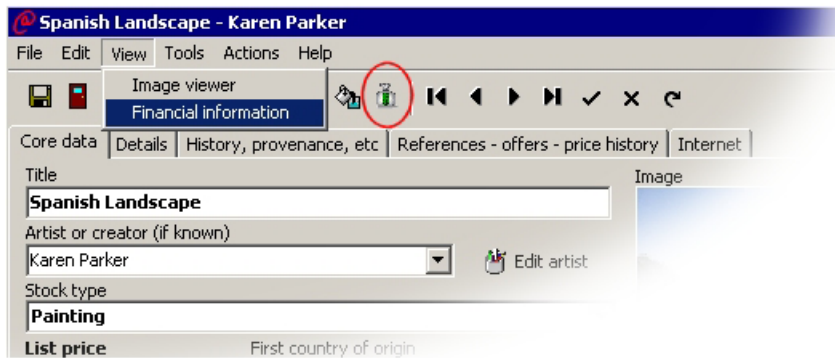 Spanish Landscape - Karen Parker
File Edit View Tools Actions Help
Image viewer
Financial information
Core data Details History, provenance, etc References - offers - price history Internet
Title
Image
Spanish Landscape
Artist or creator (if known)
Karen Parker
Edit artist
Stock type
Painting
List price First country of origin